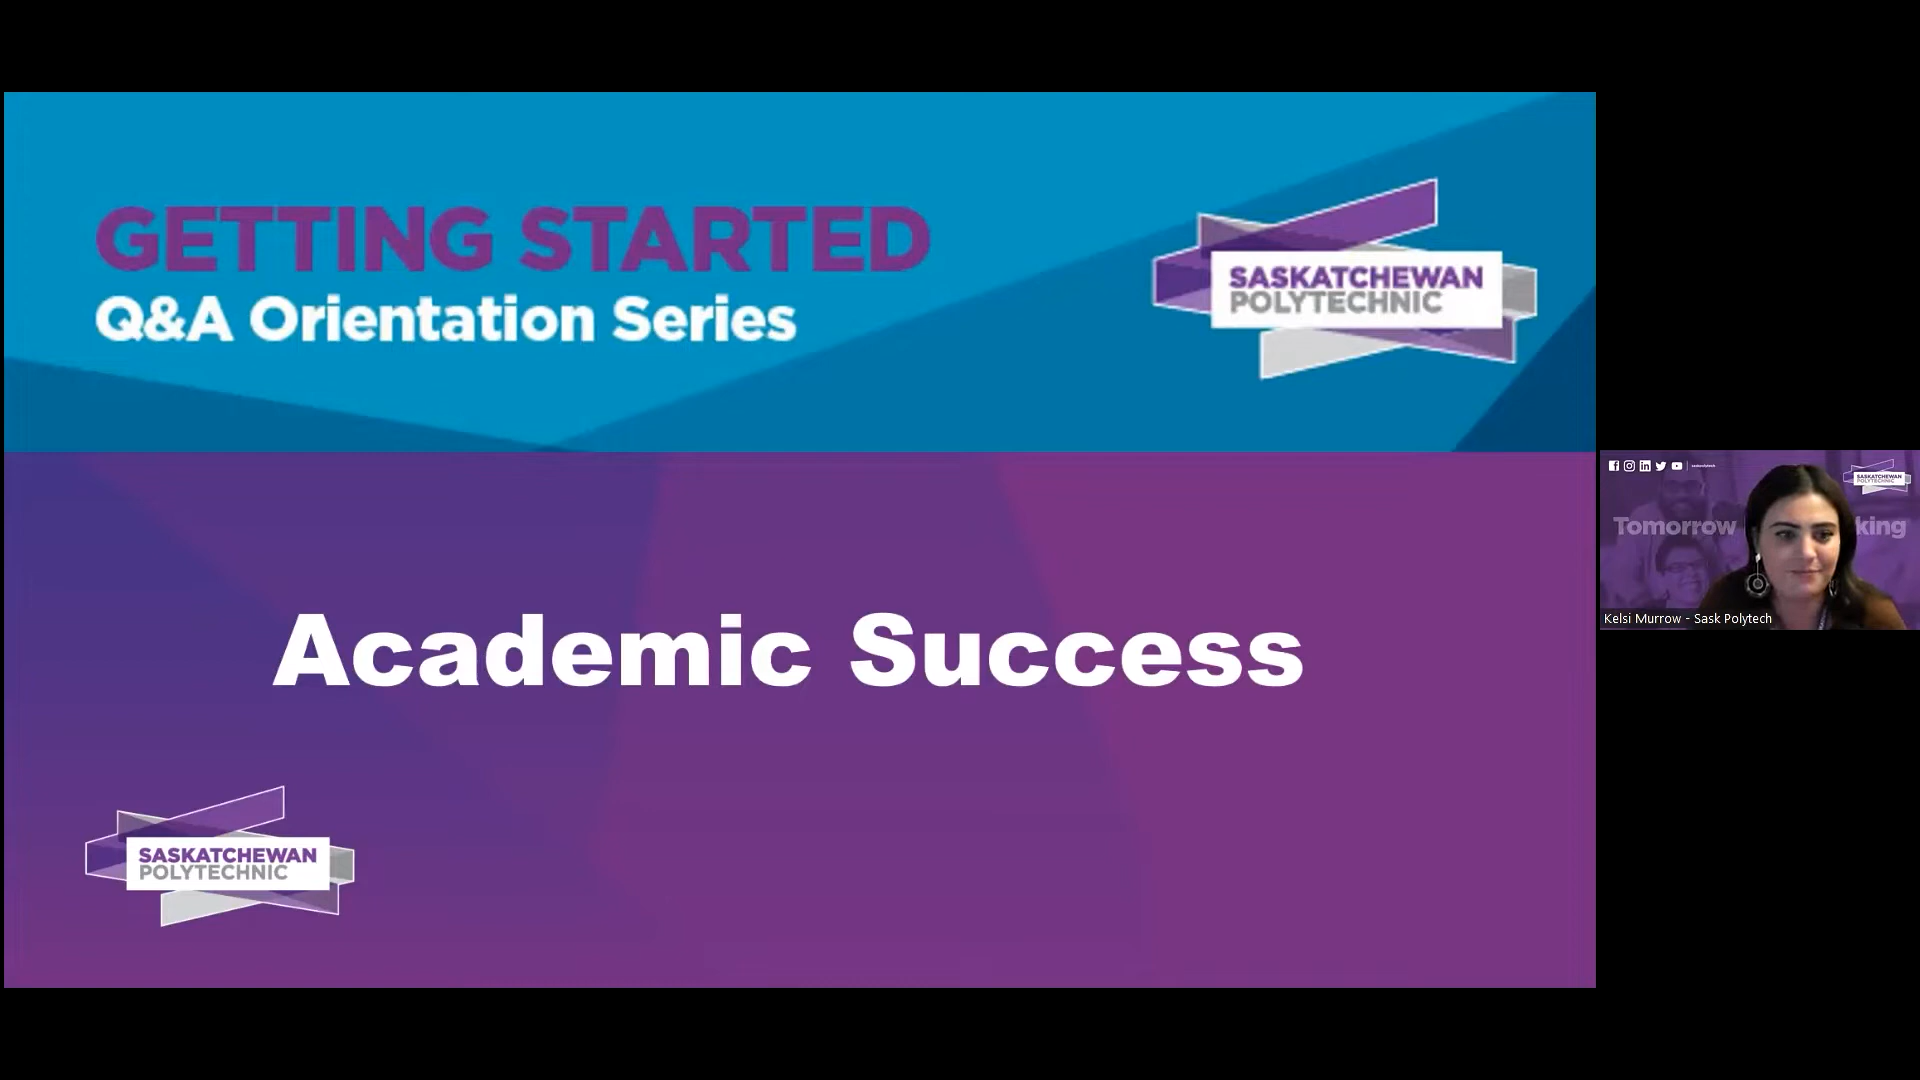 GETTING STARTED
Q&A Orientation Series
SASKATCHEWAN
POLYTECHNIC
Academic Success
SASKATCHEWAN
POLYTECHNIC
SASKATCHEWAN
POLYTECHNIC
Tomorrow
king
Kelsi Murrow - Sask Polytech